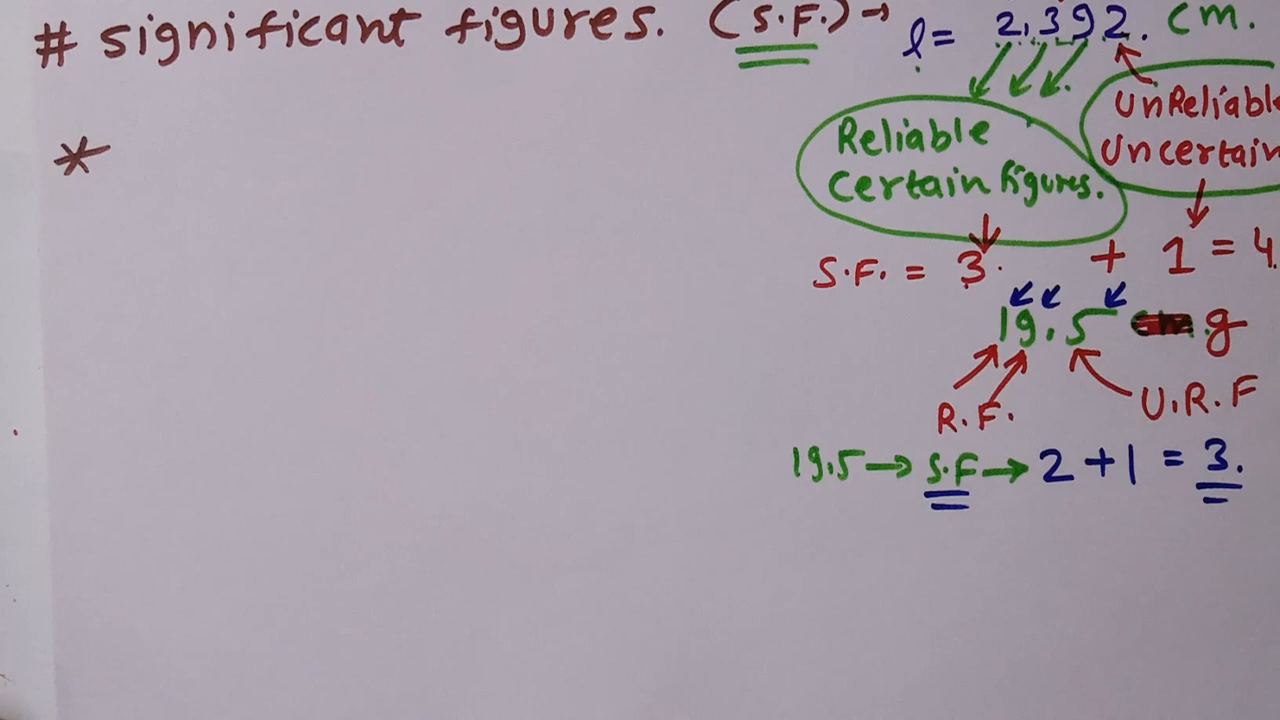 # significant figures. (S.F.) → l = 2.392. cm.
*
Reliable certain figures.
UnReliable
Uncertain
S.F. = 3. + 1 = 4.
19.5 g
R.F.
U.R.F
19.5 → S.F → 2 + 1 = 3.